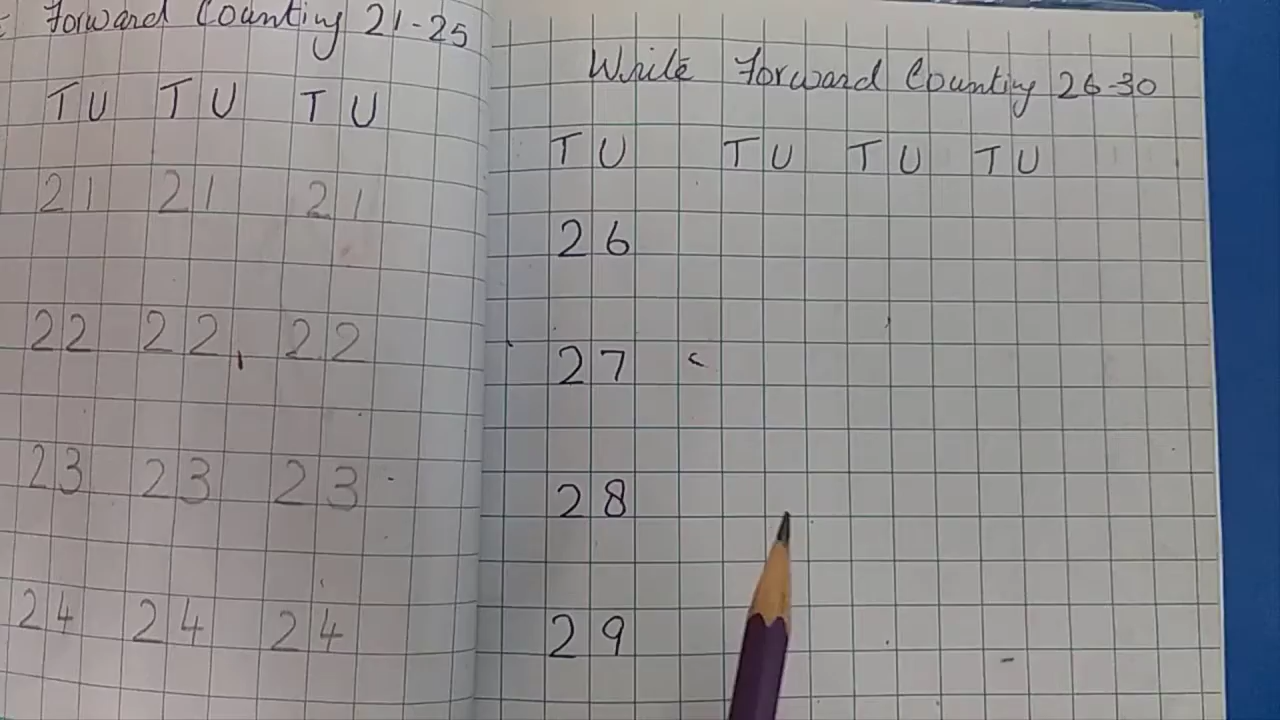 Forward Counting 21-25
T U T U T U
21 21 21
22 22, 22
23 23 23
24 24 24
Write Forward Counting 26-30
T U T U T U T U
26
27
28
29